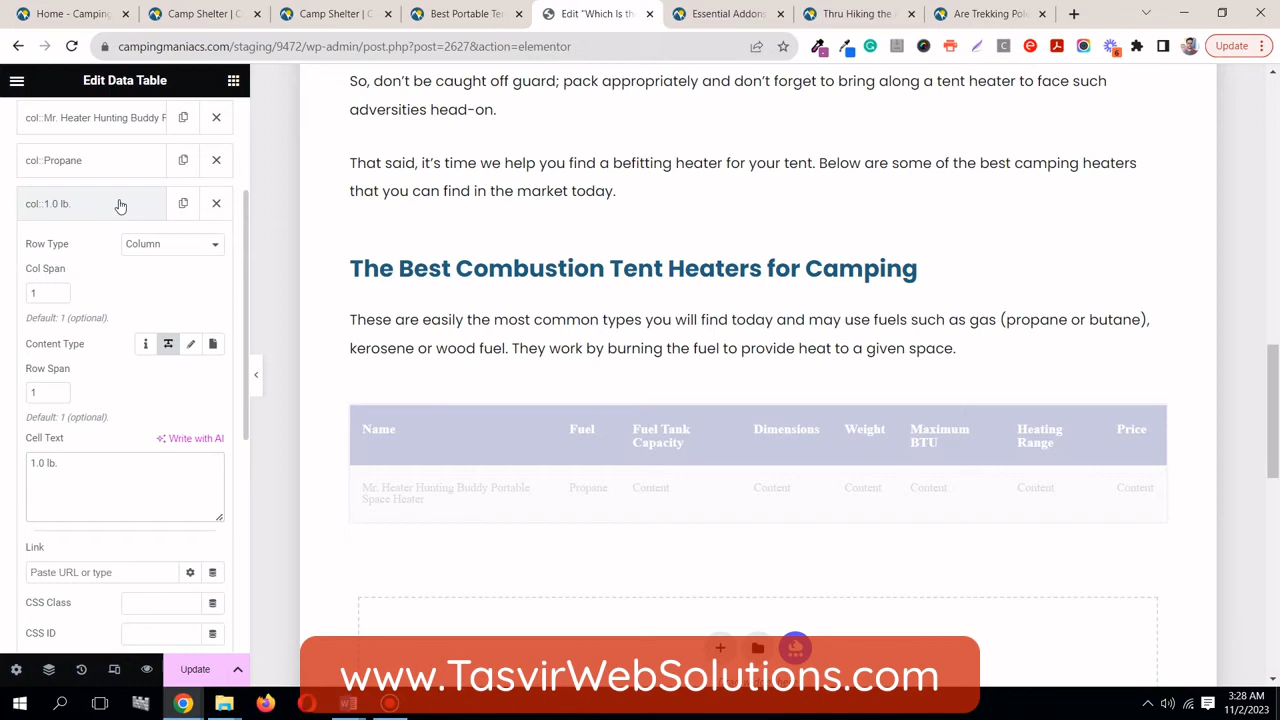 Camp Shelter | C
Camp Shelter | C
Camp Shelter | C
Best Portable Ten
Edit "Which Is th
Essential Addons
Thru Hiking the A
Are Trekking Pole
campingmaniacs.com/staging/9472/wp-admin/post.php?post=2627&action=elementor
Update
Edit Data Table
col::Mr. Heater Hunting Buddy P
col::Propane
col::1.0 lb.
Row Type
Column
Col Span
1
Default: 1 (optional).
Content Type
Row Span
1
Default: 1 (optional).
Cell Text
Write with AI
1.0 lb.
Link
Paste URL or type
CSS Class
CSS ID
Update
So, don't be caught off guard; pack appropriately and don't forget to bring along a tent heater to face such
adversities head-on.
That said, it's time we help you find a befitting heater for your tent. Below are some of the best camping heaters
that you can find in the market today.
The Best Combustion Tent Heaters for Camping
These are easily the most common types you will find today and may use fuels such as gas (propane or butane),
kerosene or wood fuel. They work by burning the fuel to provide heat to a given space.
Name Fuel Fuel Tank Dimensions Weight Maximum Heating Price
Capacity BTU Range
Mr. Heater Hunting Buddy Portable Propane Content Content Content Content Content Content
Space Heater
www.TasvirWebSolutions.com
3:28 AM
11/2/2023